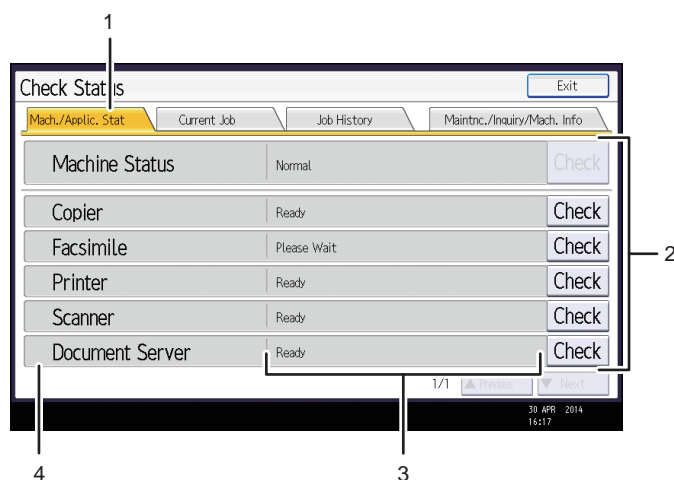 1
Check Status
Exit
Mach./Applic. Stat
Current Job
Job History
Maintnc./Inquiry/Mach. Info
Machine Status
Normal
Check
Copier
Ready
Check
Facsimile
Please Wait
Check
2
Printer
Ready
Check
Scanner
Ready
Check
Document Server
Ready
Check
1/1
▲ Previous
▼ Next
30 APR 2014
16:17
4
3